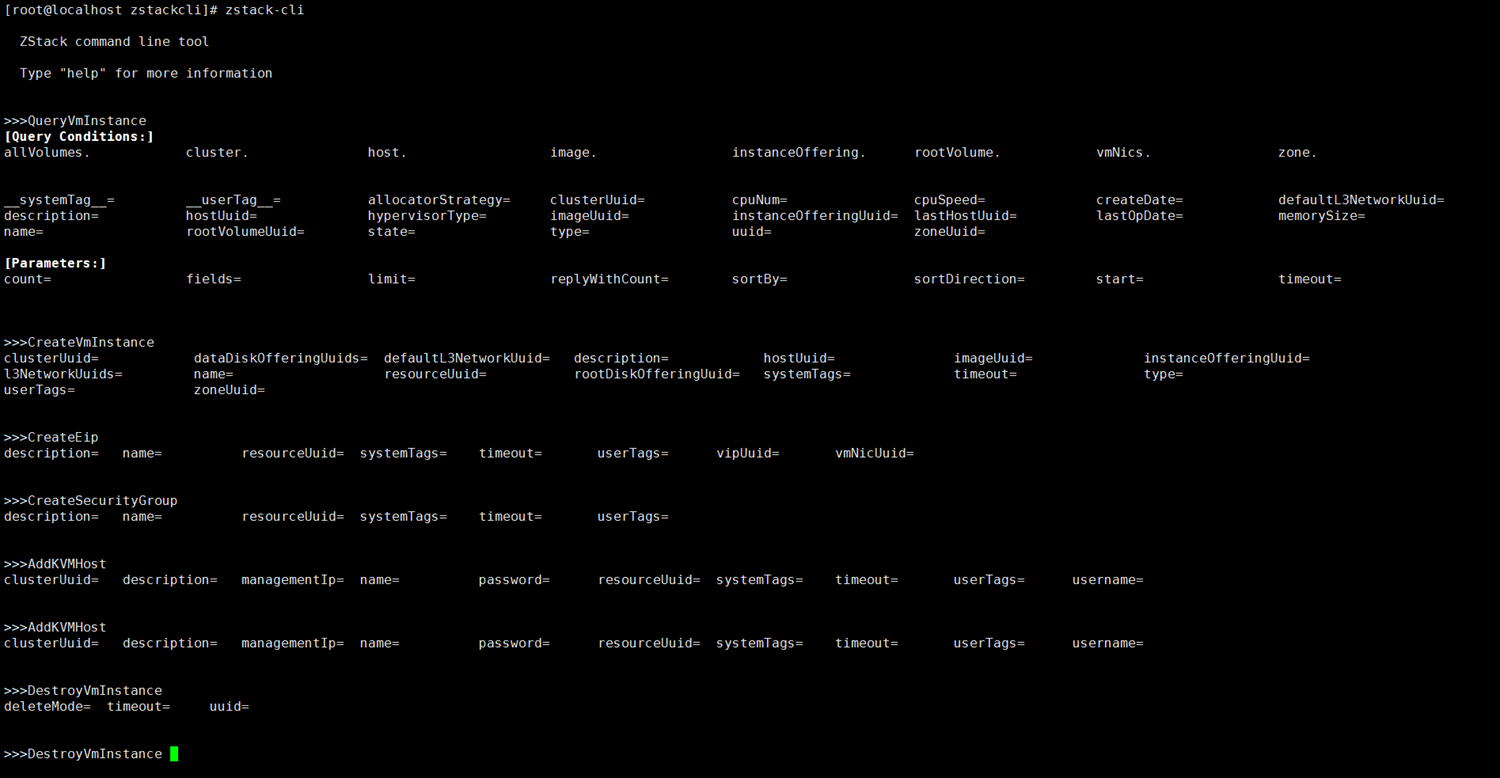 [root@localhost zstackcli]# zstack-cli
ZStack command line tool
Type "help" for more information
>>>QueryVmInstance
[Query Conditions:]
allVolumes. cluster. host. image. instanceOffering. rootVolume. vmNics. zone.
__systemTag__= __userTag__= allocatorStrategy= clusterUuid= cpuNum= cpuSpeed= createDate= defaultL3NetworkUuid=
description= hostUuid= hypervisorType= imageUuid= instanceOfferingUuid= lastHostUuid= lastOpDate= memorySize=
name= rootVolumeUuid= state= type= uuid= zoneUuid=
[Parameters:]
count= fields= limit= replyWithCount= sortBy= sortDirection= start= timeout=
>>>CreateVmInstance
clusterUuid= dataDiskOfferingUuids= defaultL3NetworkUuid= description= hostUuid= imageUuid= instanceOfferingUuid=
l3NetworkUuids= name= resourceUuid= rootDiskOfferingUuid= systemTags= timeout= type=
userTags= zoneUuid=
>>>CreateEip
description= name= resourceUuid= systemTags= timeout= userTags= vipUuid= vmNicUuid=
>>>CreateSecurityGroup
description= name= resourceUuid= systemTags= timeout= userTags=
>>>AddKVMHost
clusterUuid= description= managementIp= name= password= resourceUuid= systemTags= timeout= userTags= username=
>>>AddKVMHost
clusterUuid= description= managementIp= name= password= resourceUuid= systemTags= timeout= userTags= username=
>>>DestroyVmInstance
deleteMode= timeout= uuid=
>>>DestroyVmInstance